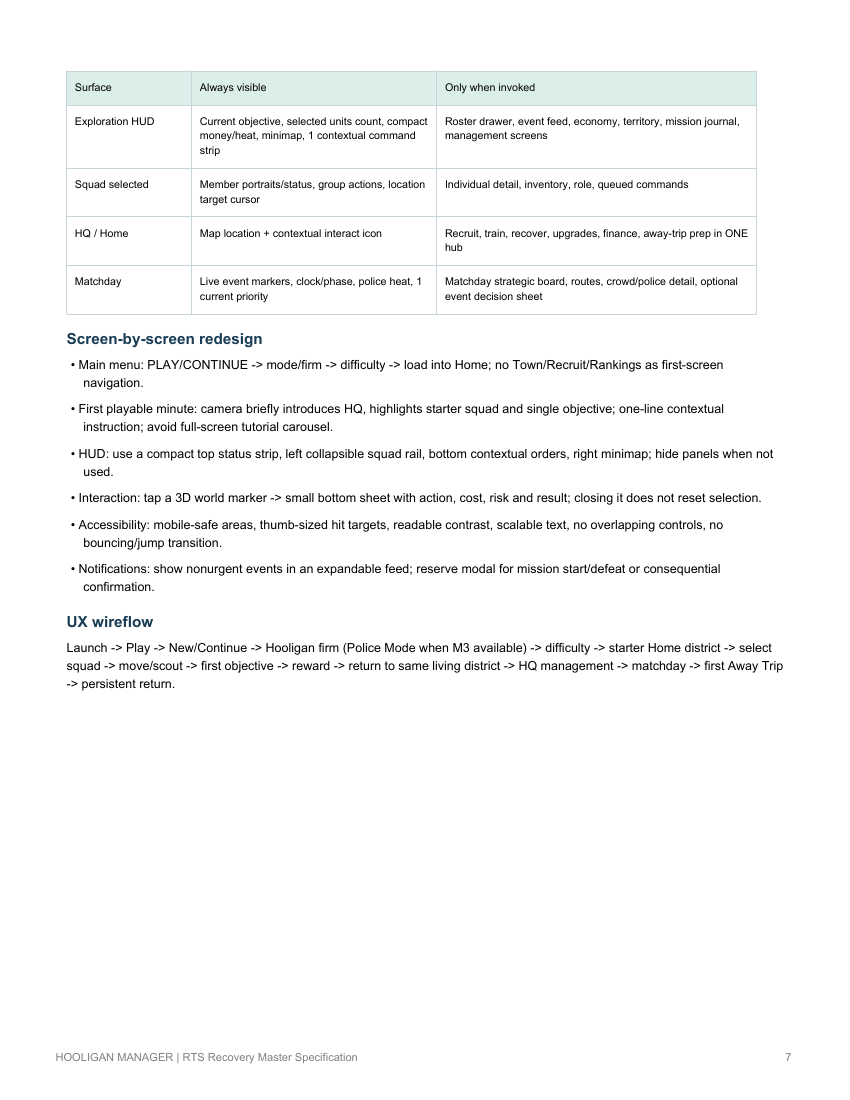 Surface
Always visible
Only when invoked
Exploration HUD
Current objective, selected units count, compact
money/heat, minimap, 1 contextual command
strip
Roster drawer, event feed, economy, territory, mission journal,
management screens
Squad selected
Member portraits/status, group actions, location
target cursor
Individual detail, inventory, role, queued commands
HQ / Home
Map location + contextual interact icon
Recruit, train, recover, upgrades, finance, away-trip prep in ONE
hub
Matchday
Live event markers, clock/phase, police heat, 1
current priority
Matchday strategic board, routes, crowd/police detail, optional
event decision sheet
Screen-by-screen redesign
• Main menu: PLAY/CONTINUE -> mode/firm -> difficulty -> load into Home; no Town/Recruit/Rankings as first-screen
navigation.
• First playable minute: camera briefly introduces HQ, highlights starter squad and single objective; one-line contextual
instruction; avoid full-screen tutorial carousel.
• HUD: use a compact top status strip, left collapsible squad rail, bottom contextual orders, right minimap; hide panels when not
used.
• Interaction: tap a 3D world marker -> small bottom sheet with action, cost, risk and result; closing it does not reset selection.
• Accessibility: mobile-safe areas, thumb-sized hit targets, readable contrast, scalable text, no overlapping controls, no
bouncing/jump transition.
• Notifications: show nonurgent events in an expandable feed; reserve modal for mission start/defeat or consequential
confirmation.
UX wireflow
Launch -> Play -> New/Continue -> Hooligan firm (Police Mode when M3 available) -> difficulty -> starter Home district -> select
squad -> move/scout -> first objective -> reward -> return to same living district -> HQ management -> matchday -> first Away Trip
-> persistent return.
HOOLIGAN MANAGER | RTS Recovery Master Specification
7